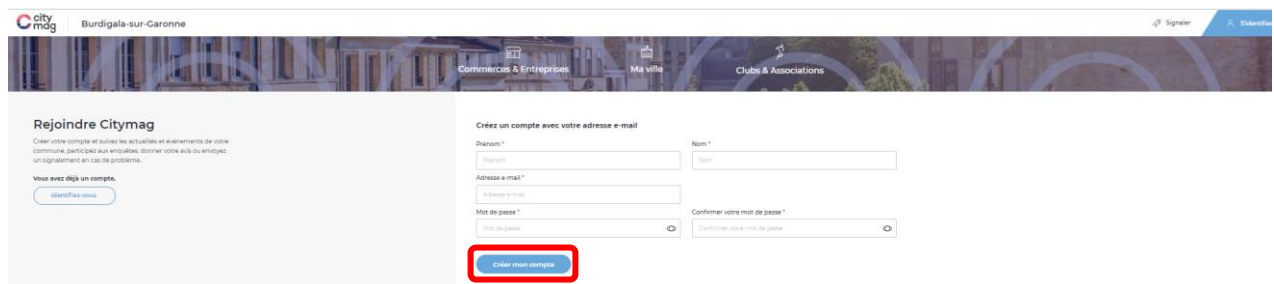 city
mag
Burdigala-sur-Garonne
Signaler
S'identifier
Commerces & Entreprises
Ma ville
Clubs & Associations
Rejoindre Citymag
Créer votre compte et suivez les actualités et événements de votre
commune, participez aux enquêtes, donner votre avis ou envoyez
un signalement en cas de problème.
Vous avez déjà un compte.
Identifiez-vous.
Créez un compte avec votre adresse e-mail
Prénom * Nom *
Prénom Nom
Adresse e-mail *
Adresse e-mail
Mot de passe * Confirmer votre mot de passe *
Mot de passe Confirmer votre mot de passe
Créer mon compte